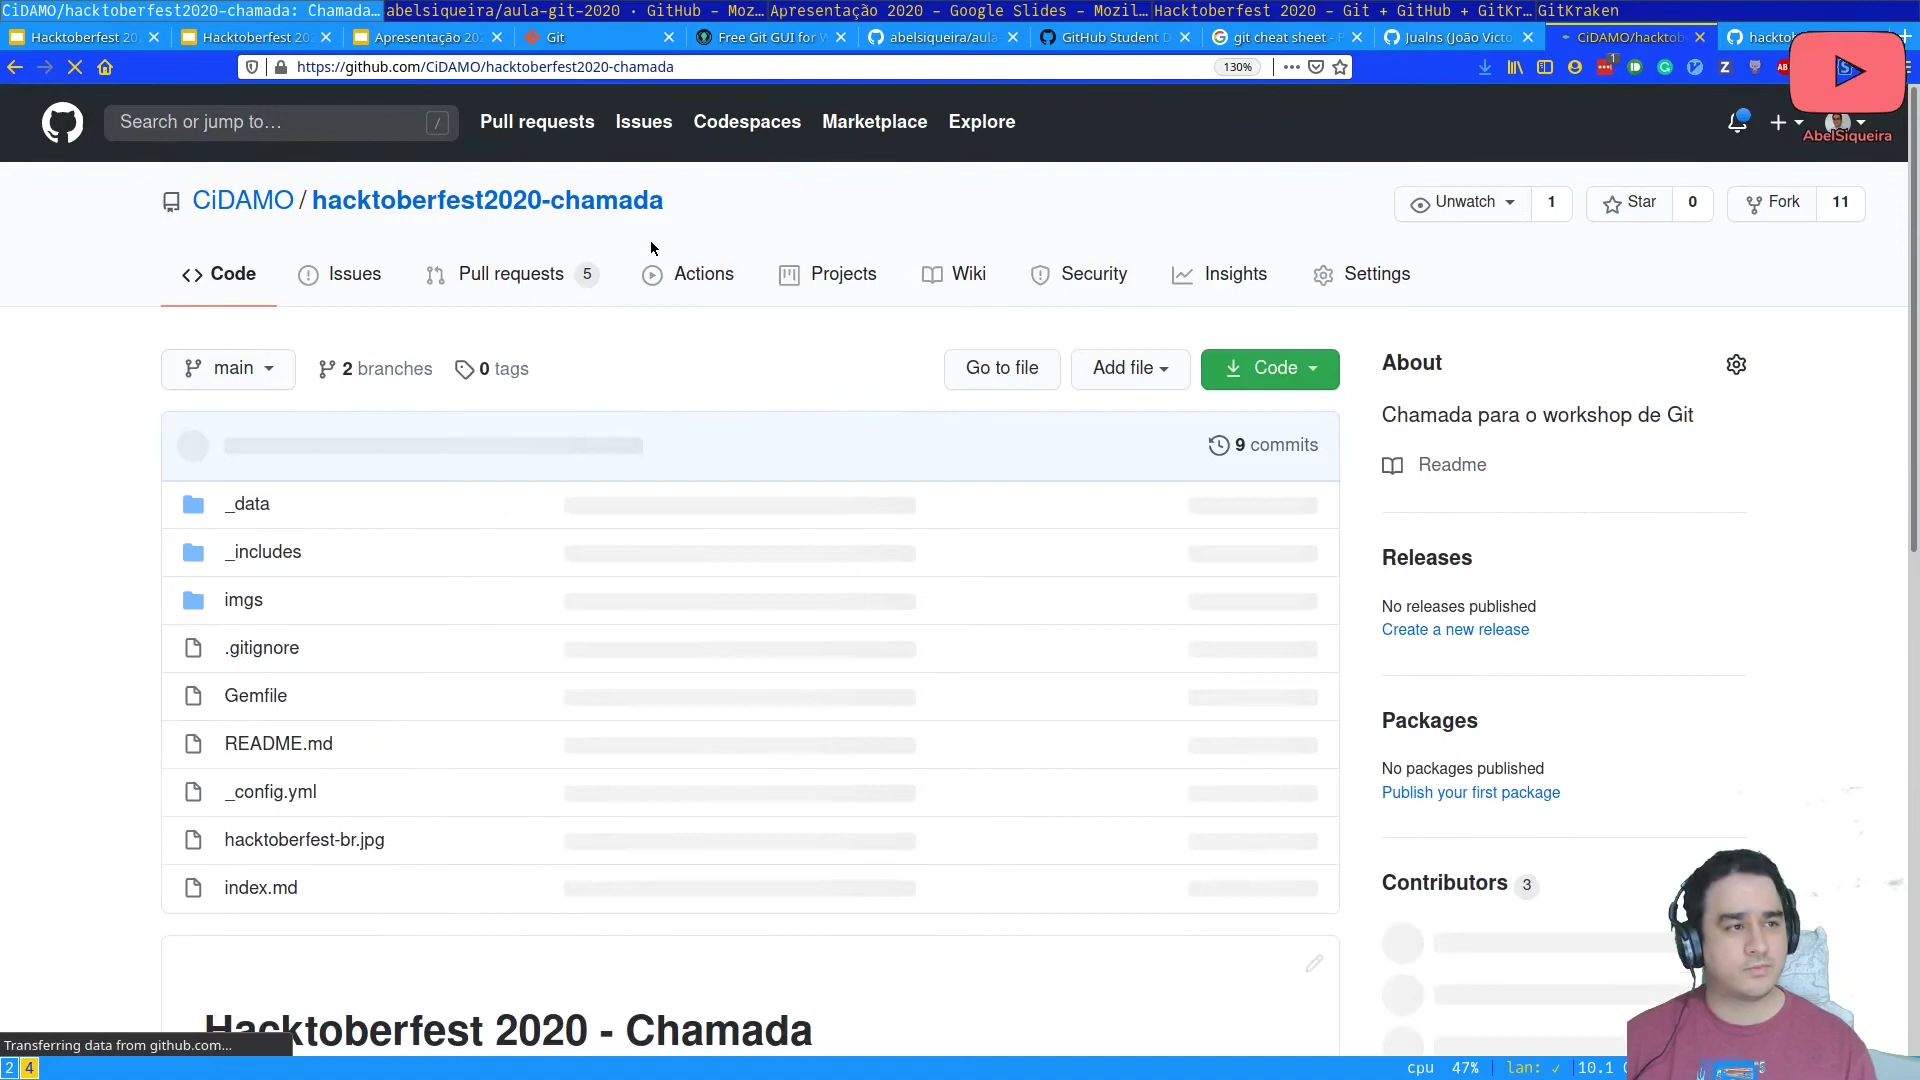 CiDAMO/hacktoberfest2020-chamada: Chamada… abelsiqueira/aula-git-2020 · GitHub - Moz… Apresentação 2020 - Google Slides - Mozil… Hacktoberfest 2020 - Git + GitHub + GitKr… GitKraken
Hacktoberfest 20 Hacktoberfest 20 Apresentação 20 Git Free Git GUI for abelsiqueira/aula GitHub Student git cheat sheet - Jualns (João Victo CiDAMO/hacktob hackto
https://github.com/CiDAMO/hacktoberfest2020-chamada 130%
Search or jump to… / Pull requests Issues Codespaces Marketplace Explore
AbelSiqueira
CiDAMO / hacktoberfest2020-chamada Unwatch 1 Star 0 Fork 11
Code Issues Pull requests 5 Actions Projects Wiki Security Insights Settings
main 2 branches 0 tags Go to file Add file Code
About
Chamada para o workshop de Git
Readme
9 commits
_data
_includes
imgs
.gitignore
Gemfile
README.md
_config.yml
hacktoberfest-br.jpg
index.md
Releases
No releases published
Create a new release
Packages
No packages published
Publish your first package
Contributors 3
Hacktoberfest 2020 - Chamada
Transferring data from github.com…
2 4 cpu 47% lan: ✓ 10.1